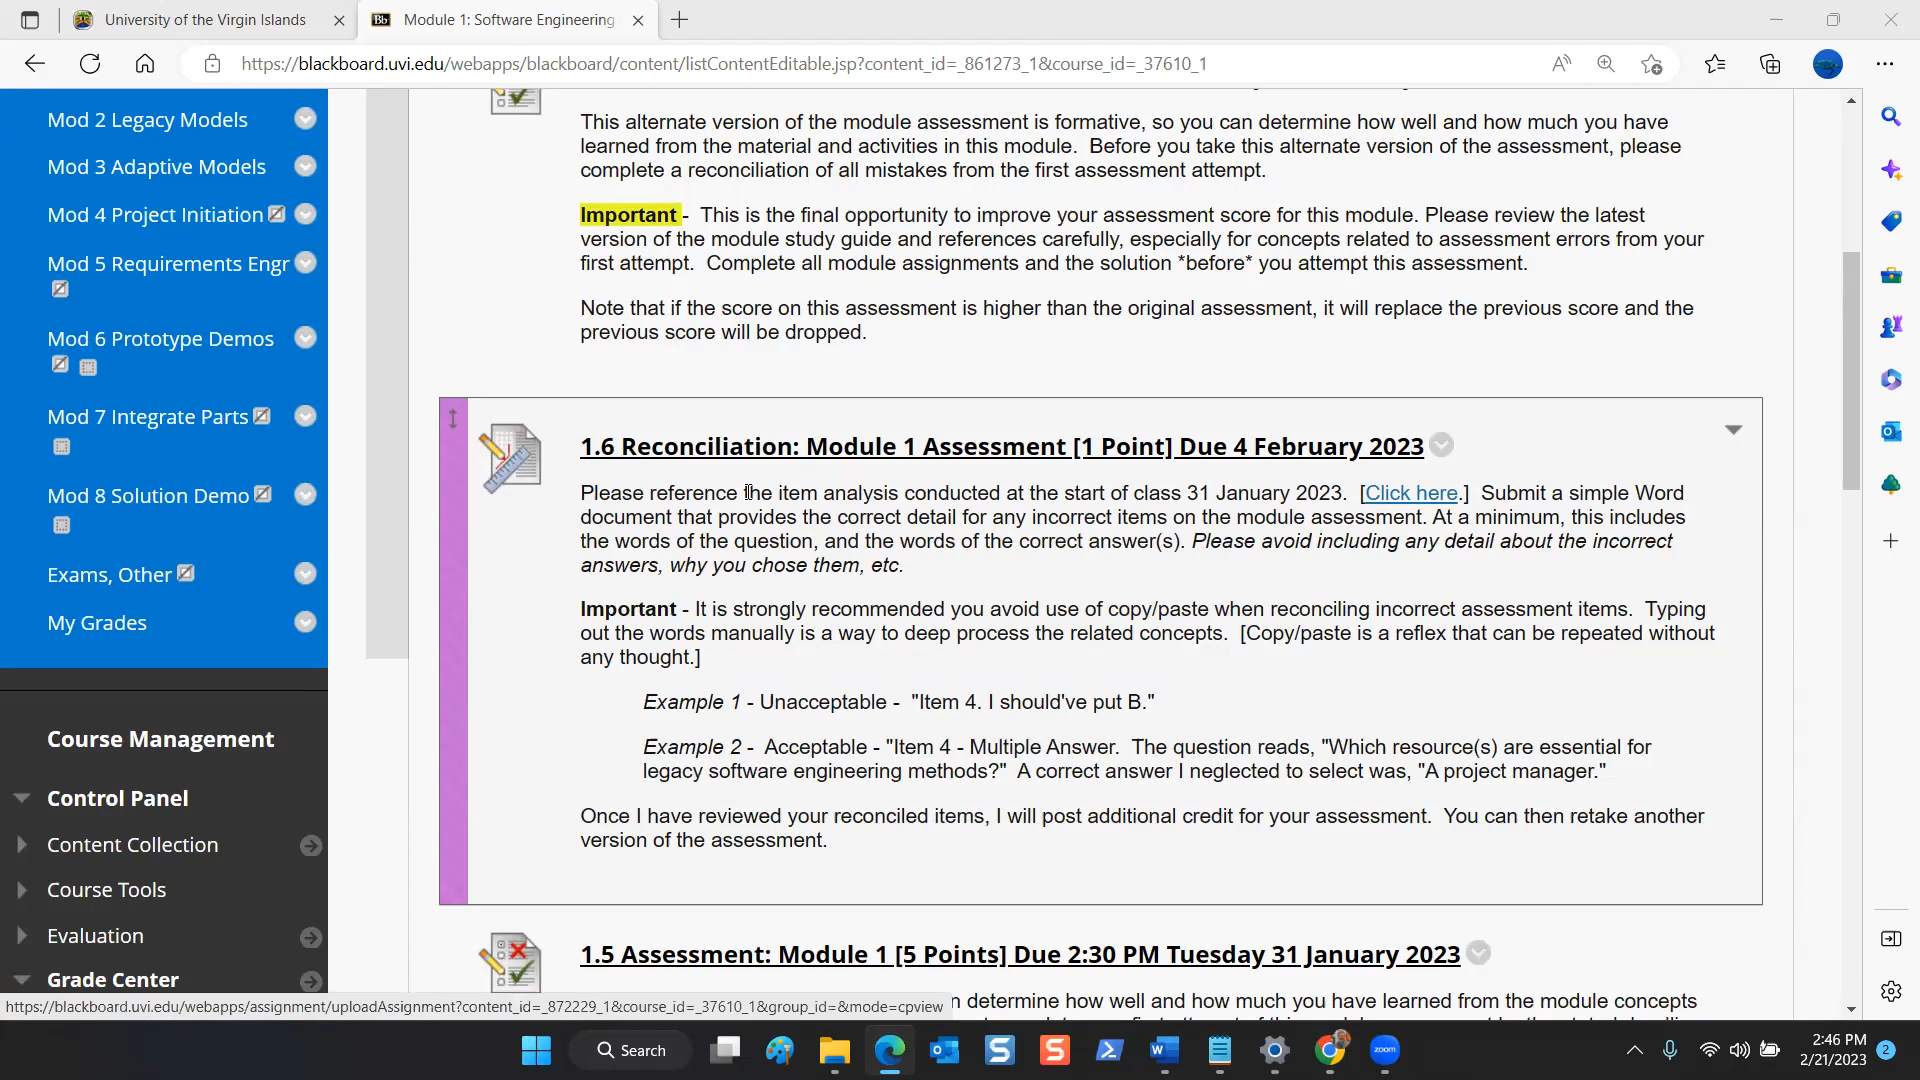 University of the Virgin Islands
Module 1: Software Engineering
https://blackboard.uvi.edu/webapps/blackboard/content/listContentEditable.jsp?content_id=_861273_1&course_id=_37610_1
Mod 2 Legacy Models
Mod 3 Adaptive Models
Mod 4 Project Initiation
Mod 5 Requirements Engr
Mod 6 Prototype Demos
Mod 7 Integrate Parts
Mod 8 Solution Demo
Exams, Other
My Grades
Course Management
Control Panel
Content Collection
Course Tools
Evaluation
Grade Center
This alternate version of the module assessment is formative, so you can determine how well and how much you have
learned from the material and activities in this module.  Before you take this alternate version of the assessment, please
complete a reconciliation of all mistakes from the first assessment attempt.
Important -  This is the final opportunity to improve your assessment score for this module. Please review the latest
version of the module study guide and references carefully, especially for concepts related to assessment errors from your
first attempt.  Complete all module assignments and the solution *before* you attempt this assessment.
Note that if the score on this assessment is higher than the original assessment, it will replace the previous score and the
previous score will be dropped.
1.6 Reconciliation: Module 1 Assessment [1 Point] Due 4 February 2023
Please reference the item analysis conducted at the start of class 31 January 2023.  [Click here.]  Submit a simple Word
document that provides the correct detail for any incorrect items on the module assessment. At a minimum, this includes
the words of the question, and the words of the correct answer(s). Please avoid including any detail about the incorrect
answers, why you chose them, etc.
Important - It is strongly recommended you avoid use of copy/paste when reconciling incorrect assessment items.  Typing
out the words manually is a way to deep process the related concepts.  [Copy/paste is a reflex that can be repeated without
any thought.]
Example 1 - Unacceptable -  "Item 4. I should've put B."
Example 2 -  Acceptable - "Item 4 - Multiple Answer.  The question reads, "Which resource(s) are essential for
legacy software engineering methods?"  A correct answer I neglected to select was, "A project manager."
Once I have reviewed your reconciled items, I will post additional credit for your assessment.  You can then retake another
version of the assessment.
1.5 Assessment: Module 1 [5 Points] Due 2:30 PM Tuesday 31 January 2023
n determine how well and how much you have learned from the module concepts
https://blackboard.uvi.edu/webapps/assignment/uploadAssignment?content_id=_872229_1&course_id=_37610_1&group_id=&mode=cpview
Search
zoom
2:46 PM
2/21/2023
2